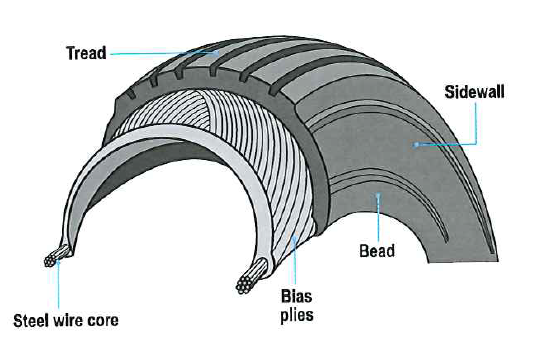 Tread
Sidewall
Bead
Bias
plies
Steel wire core